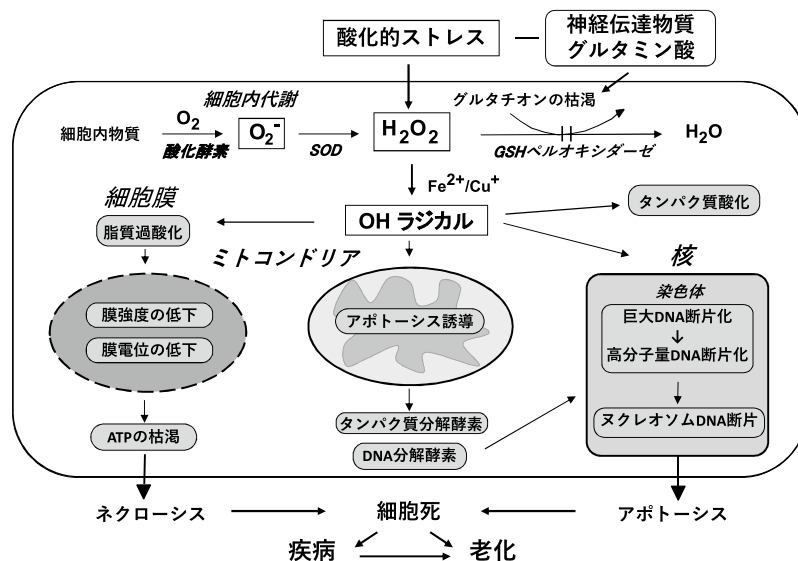 酸化的ストレス
神経伝達物質
グルタミン酸
細胞内代謝
グルタチオンの枯渇
細胞内物質
O₂
酸化酵素
O₂⁻
SOD
H₂O₂
GSHペルオキシダーゼ
H₂O
Fe²⁺/Cu⁺
細胞膜
OH ラジカル
タンパク質酸化
脂質過酸化
ミトコンドリア
核
染色体
膜強度の低下
膜電位の低下
アポトーシス誘導
巨大DNA断片化
↓
高分子量DNA断片化
ヌクレオソムDNA断片
ATPの枯渇
タンパク質分解酵素
DNA分解酵素
ネクローシス
細胞死
アポトーシス
疾病
老化